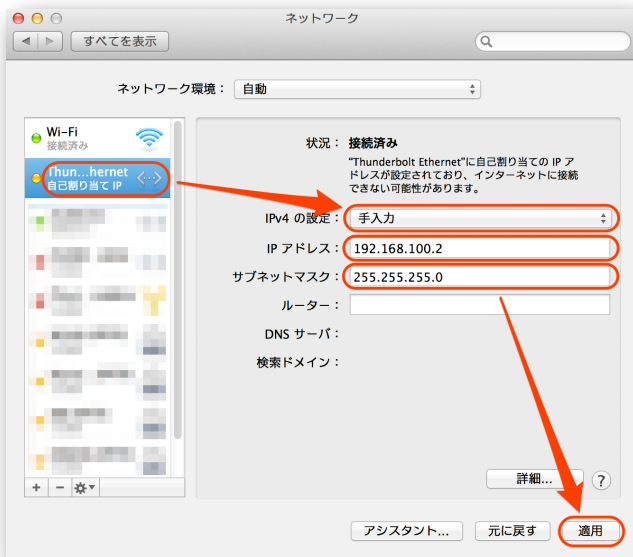 ネットワーク
すべてを表示
ネットワーク環境： 自動
Wi-Fi
接続済み
Thun...hernet
自己割り当て IP
状況： 接続済み
"Thunderbolt Ethernet"に自己割り当ての IP ア
ドレスが設定されており、インターネットに接続
できない可能性があります。
IPv4 の設定： 手入力
IP アドレス： 192.168.100.2
サブネットマスク： 255.255.255.0
ルーター：
DNS サーバ：
検索ドメイン：
詳細...
?
アシスタント...
元に戻す
適用